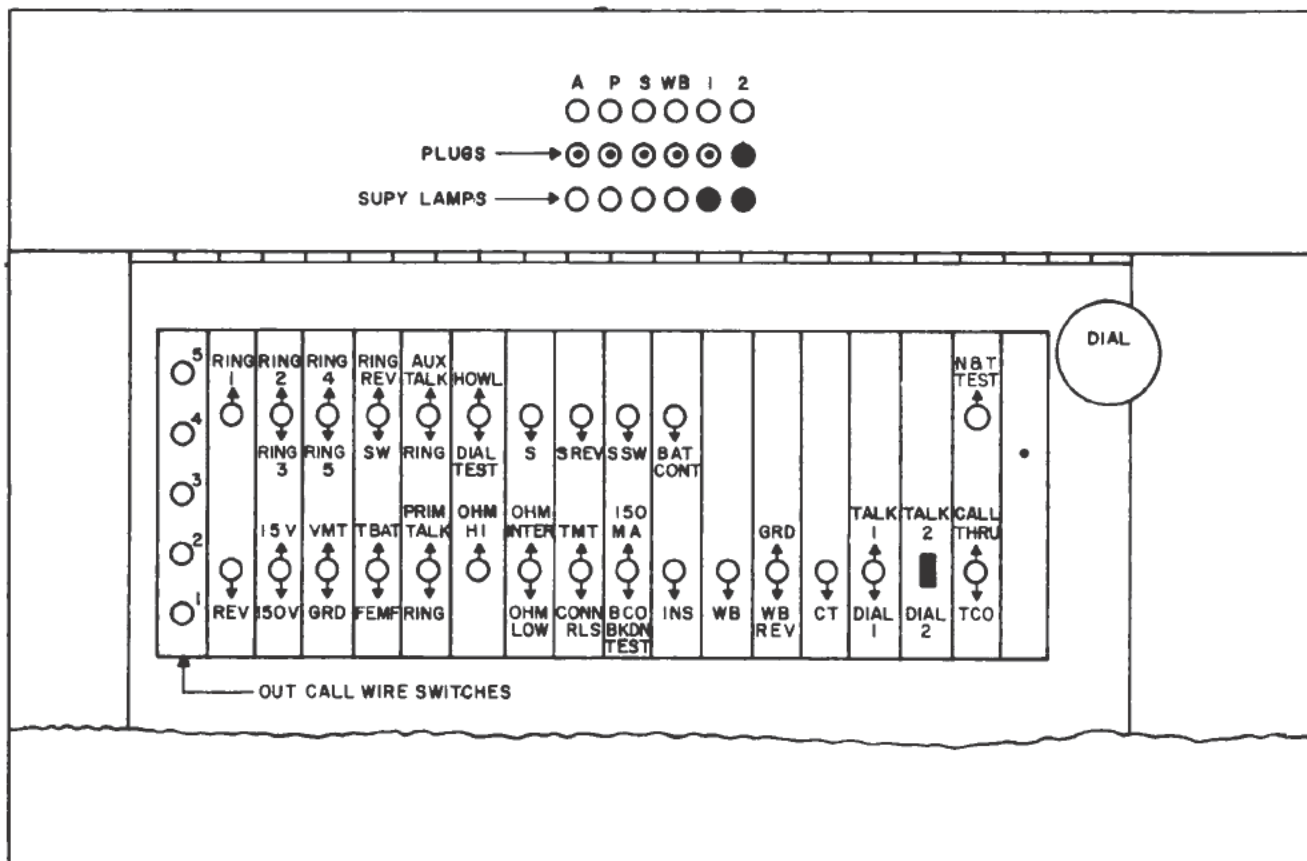 A P S WB 1 2
PLUGS
SUPY LAMPS
DIAL
5
4
3
2
1
RING
1
RING
2
RING
3
RING
4
RING
5
RING
REV
SW
AUX
TALK
RING
HOWL
DIAL
TEST
S
S REV
S SW
BAT
CONT
N&T
TEST
REV
15 V
150V
VMT
GRD
T BAT
FEMF
PRIM
TALK
RING
OHM
HI
OHM
INTER
OHM
LOW
TMT
CONN
RLS
150
MA
BCO
BKDN
TEST
INS
WB
GRD
WB
REV
CT
TALK
1
DIAL
1
TALK
2
DIAL
2
CALL
THRU
TCO
OUT CALL WIRE SWITCHES